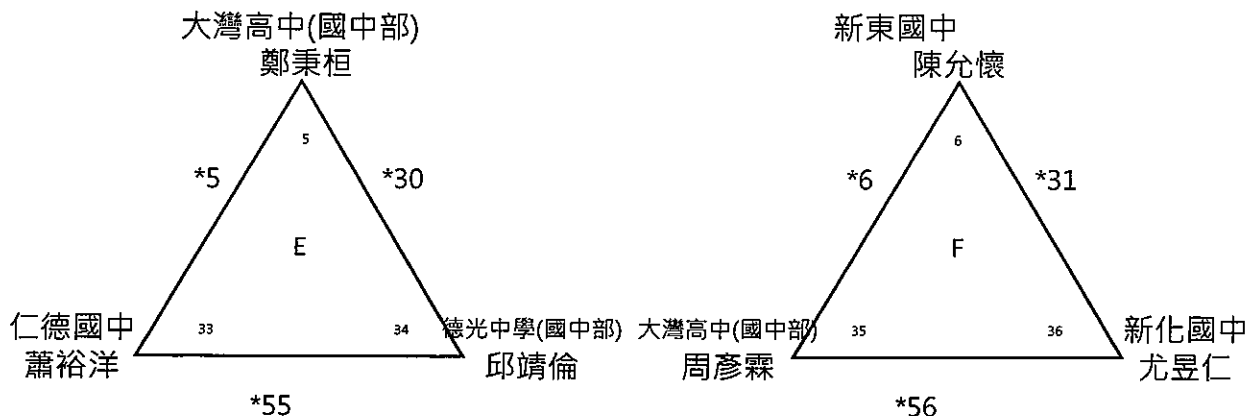 大灣高中(國中部)
鄭秉桓
5
*5
*30
E
仁德國中
蕭裕洋
33
34
德光中學(國中部)
邱靖倫
*55
新東國中
陳允懷
6
*6
*31
F
大灣高中(國中部)
周彥霖
35
36
新化國中
尤昱仁
*56